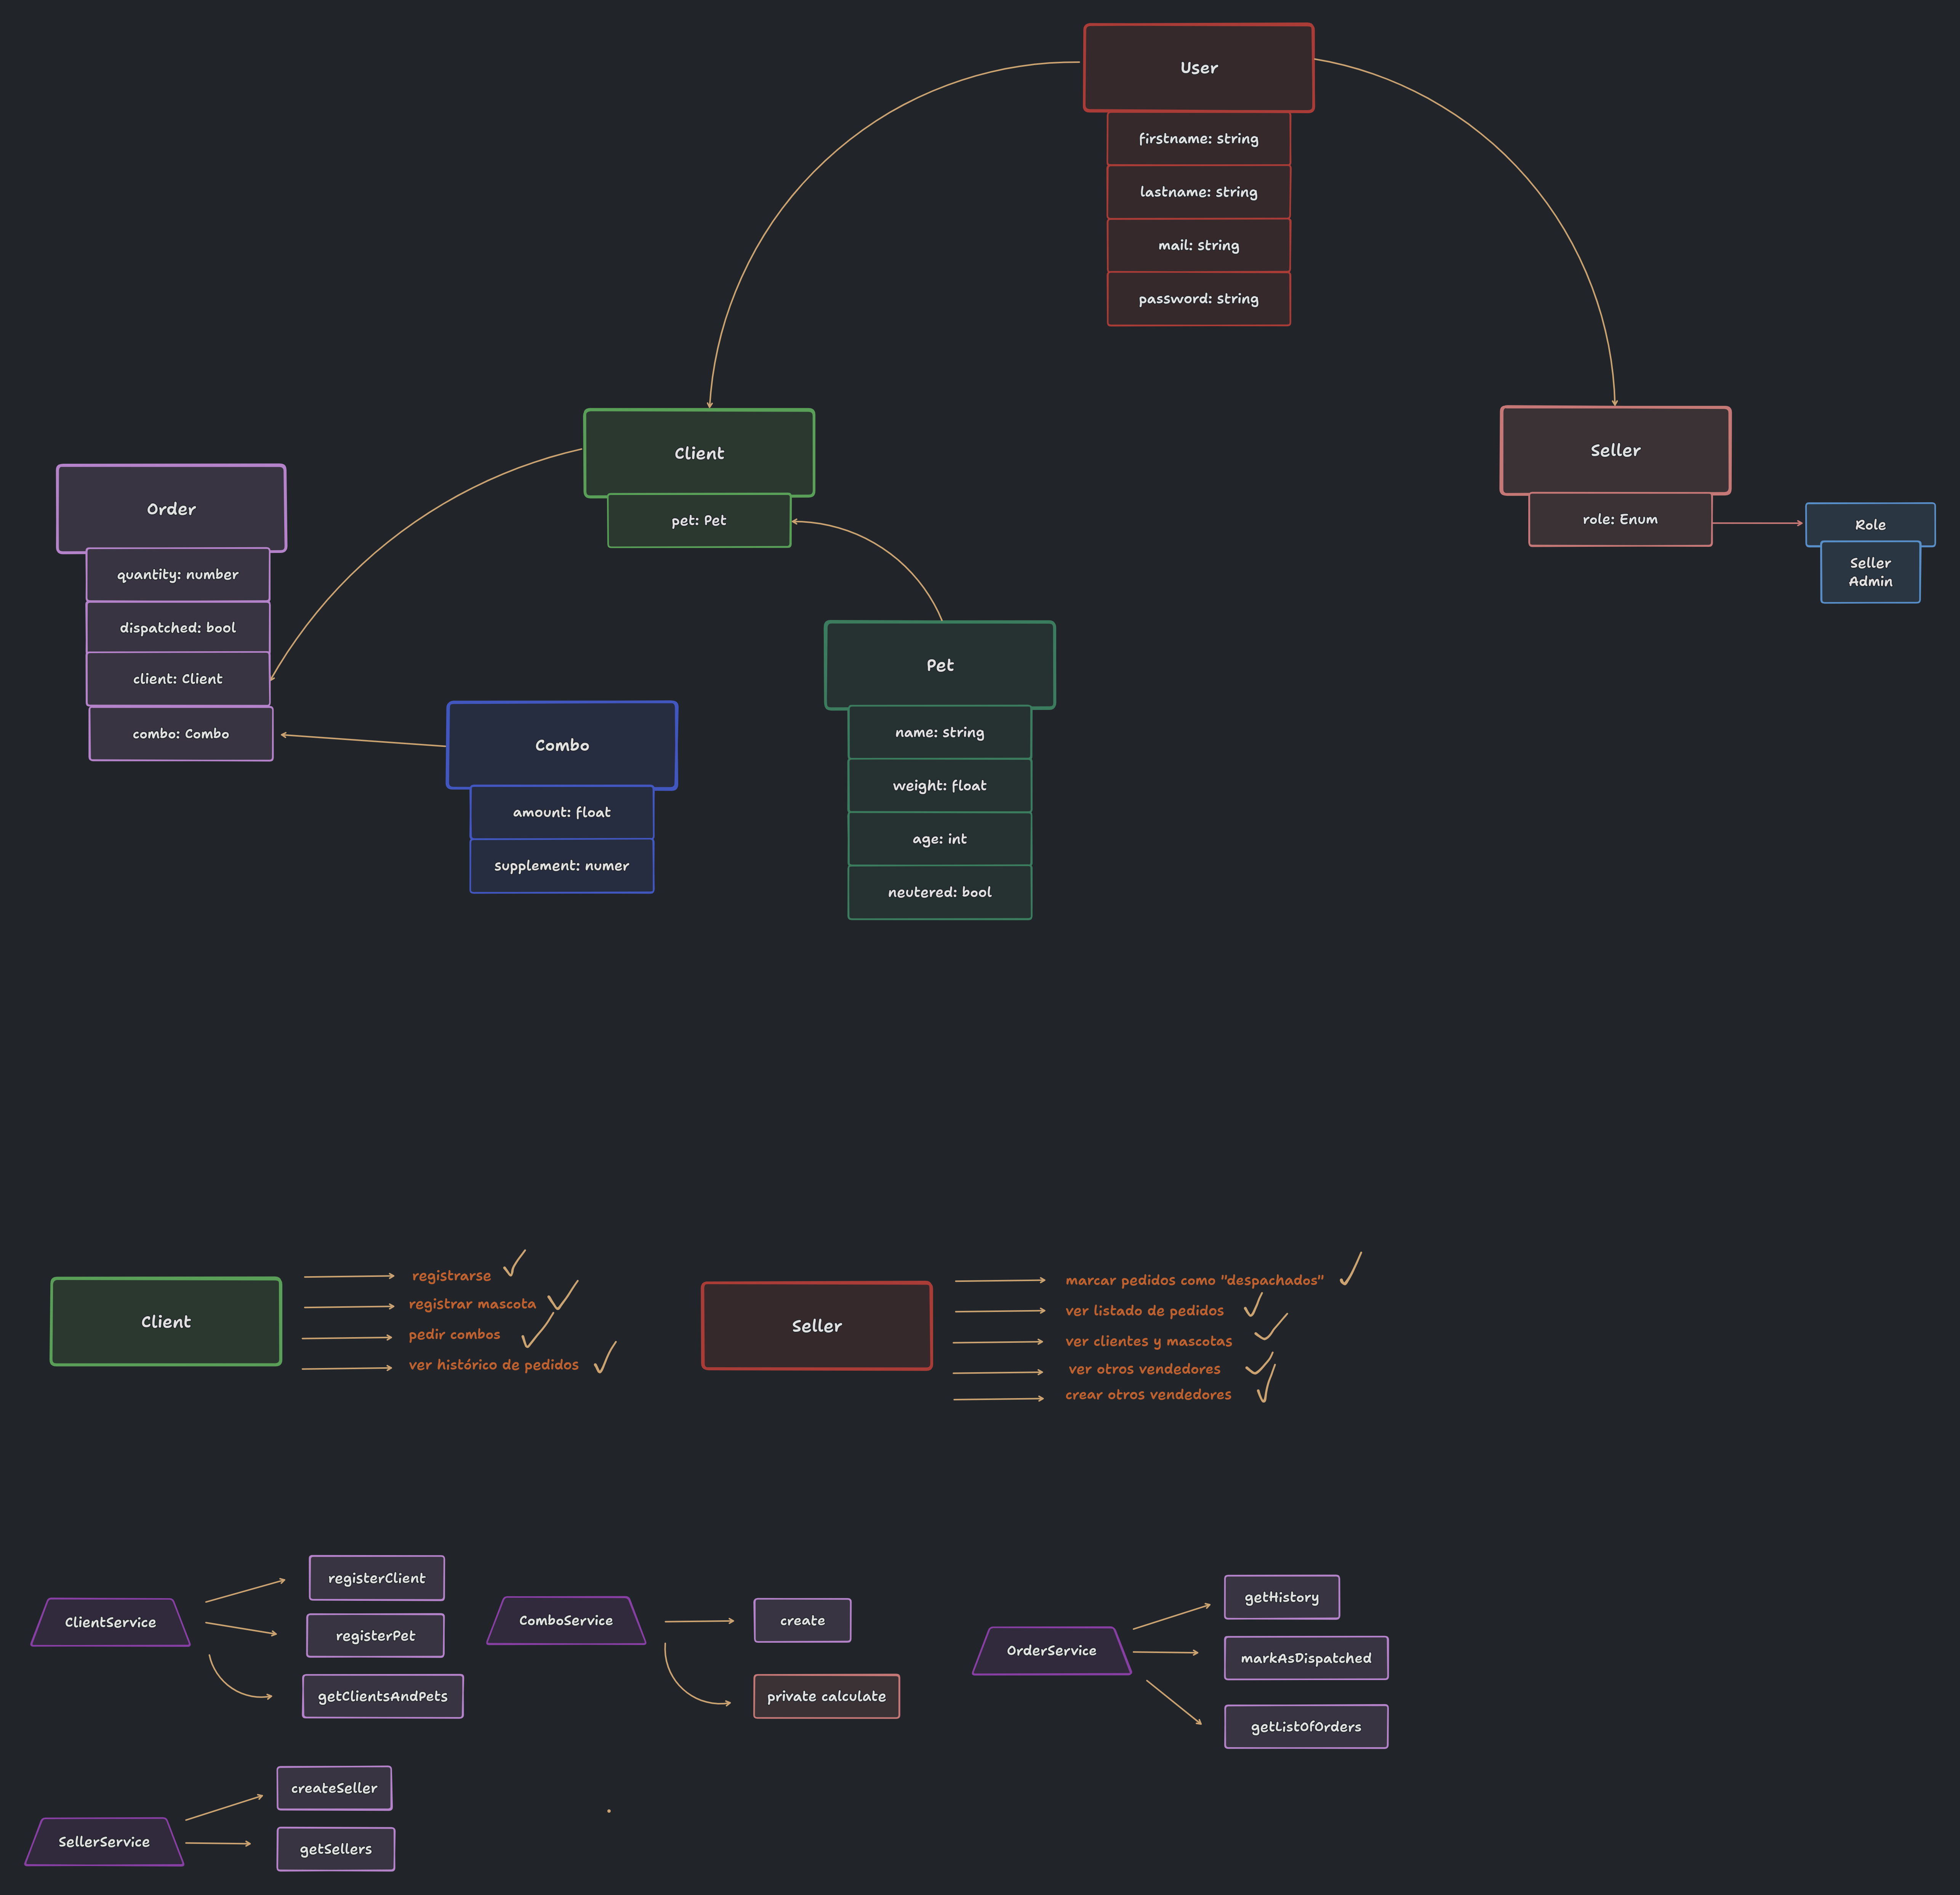 User
firstname: string
lastname: string
mail: string
password: string
Client
pet: Pet
Seller
role: Enum
Role
Seller
Admin
Order
quantity: number
dispatched: bool
client: Client
combo: Combo
Combo
amount: float
supplement: numer
Pet
name: string
weight: float
age: int
neutered: bool
Client
registrarse
registrar mascota
pedir combos
ver histórico de pedidos
Seller
marcar pedidos como "despachados"
ver listado de pedidos
ver clientes y mascotas
ver otros vendedores
crear otros vendedores
ClientService
registerClient
registerPet
getClientsAndPets
ComboService
create
private calculate
OrderService
getHistory
markAsDispatched
getListOfOrders
SellerService
createSeller
getSellers